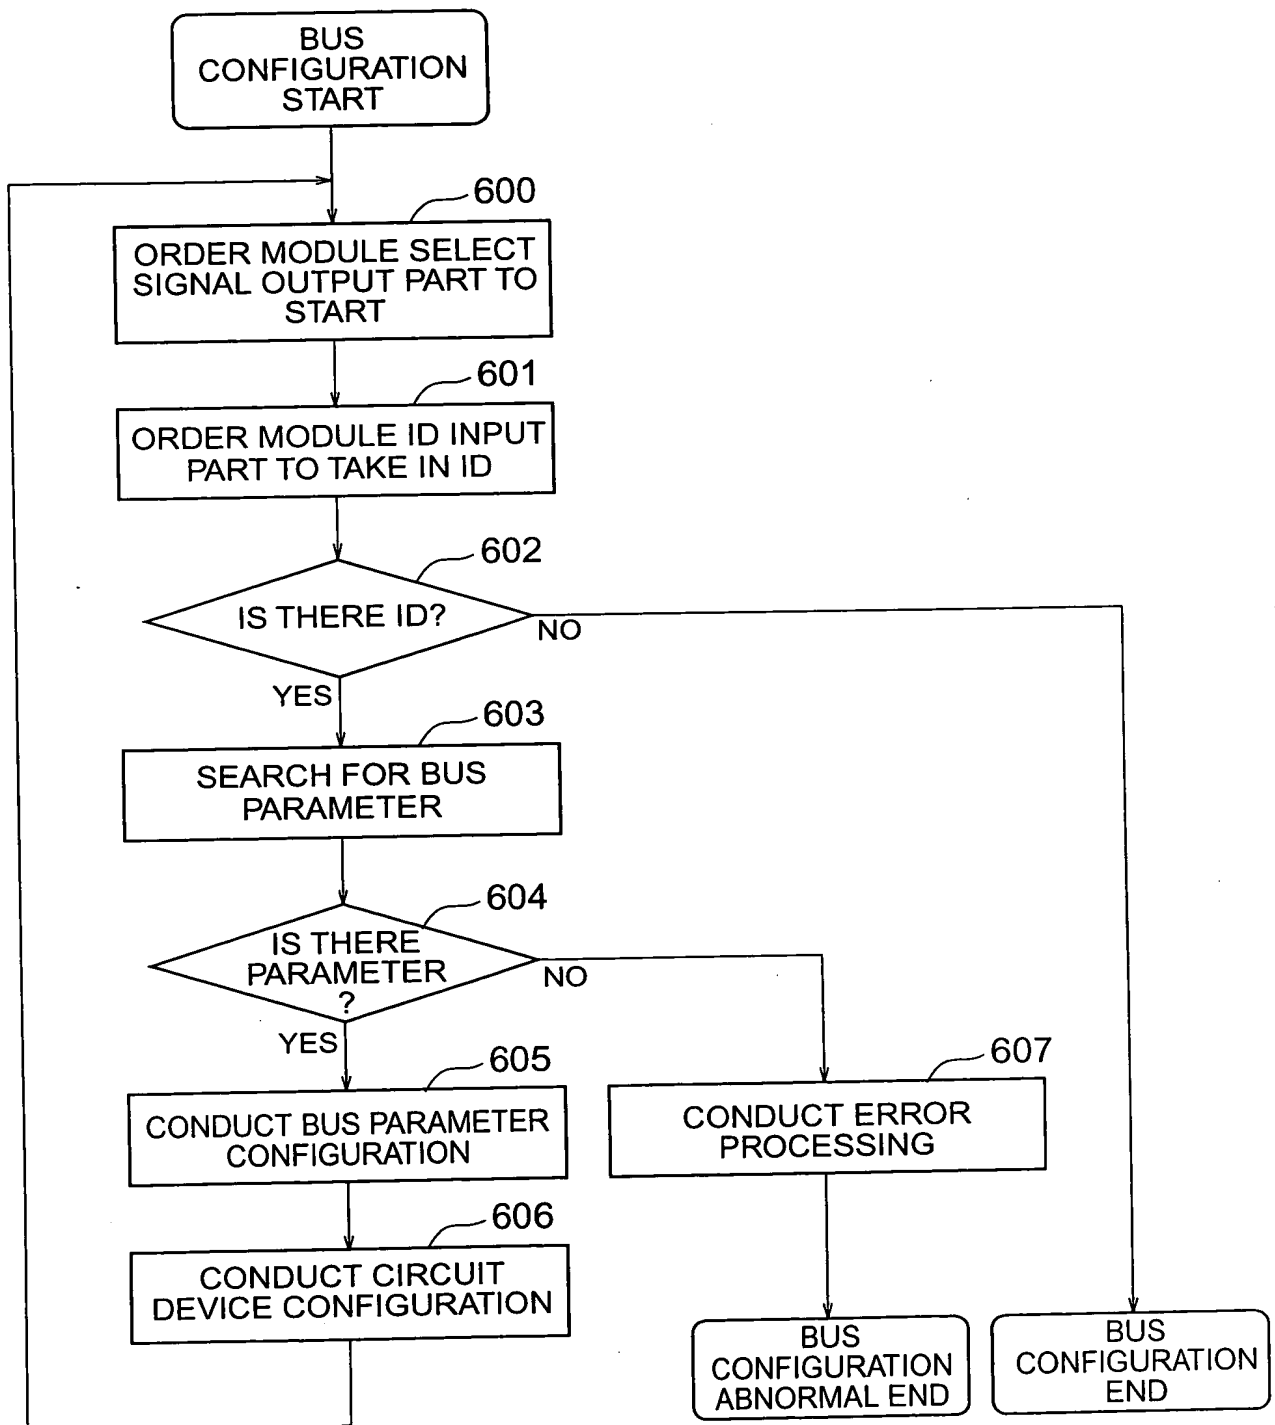 BUS
CONFIGURATION
START
600
ORDER MODULE SELECT
SIGNAL OUTPUT PART TO
START
601
ORDER MODULE ID INPUT
PART TO TAKE IN ID
602
IS THERE ID?
NO
YES
603
SEARCH FOR BUS
PARAMETER
604
IS THERE
PARAMETER
?
NO
YES
605
CONDUCT BUS PARAMETER
CONFIGURATION
607
CONDUCT ERROR
PROCESSING
606
CONDUCT CIRCUIT
DEVICE CONFIGURATION
BUS
CONFIGURATION
ABNORMAL END
BUS
CONFIGURATION
END